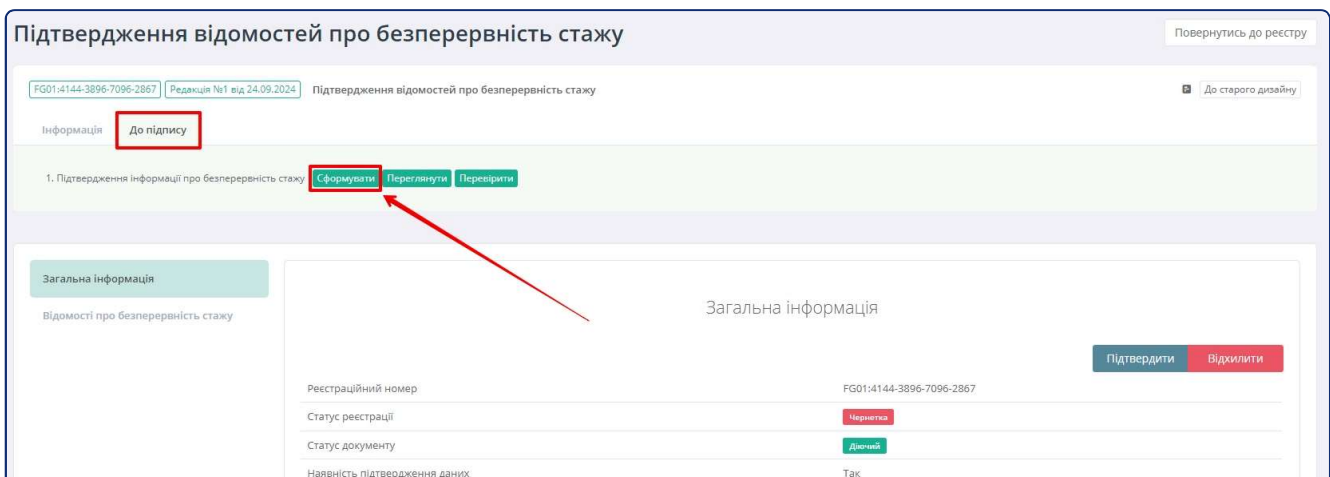 Підтвердження відомостей про безперервність стажу
Повернутись до реєстру
FG01:4144-3896-7096-2867 Редакція №1 від 24.09.2024 Підтвердження відомостей про безперервність стажу
До старого дизайну
Інформація До підпису
1. Підтвердження інформації про безперервність стажу Сформувати Переглянути Перевірити
Загальна інформація
Відомості про безперервність стажу
Загальна інформація
Підтвердити Відхилити
Реєстраційний номер FG01:4144-3896-7096-2867
Статус реєстрації Чернетка
Статус документу Діючий
Наявність підтвердження даних Так